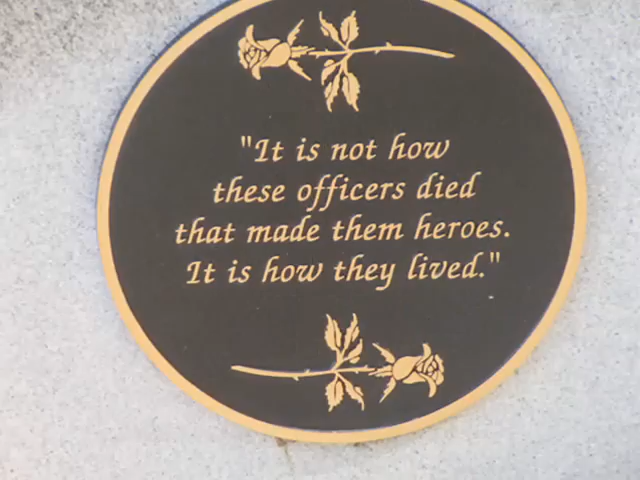 "It is not how
these officers died
that made them heroes.
It is how they lived."